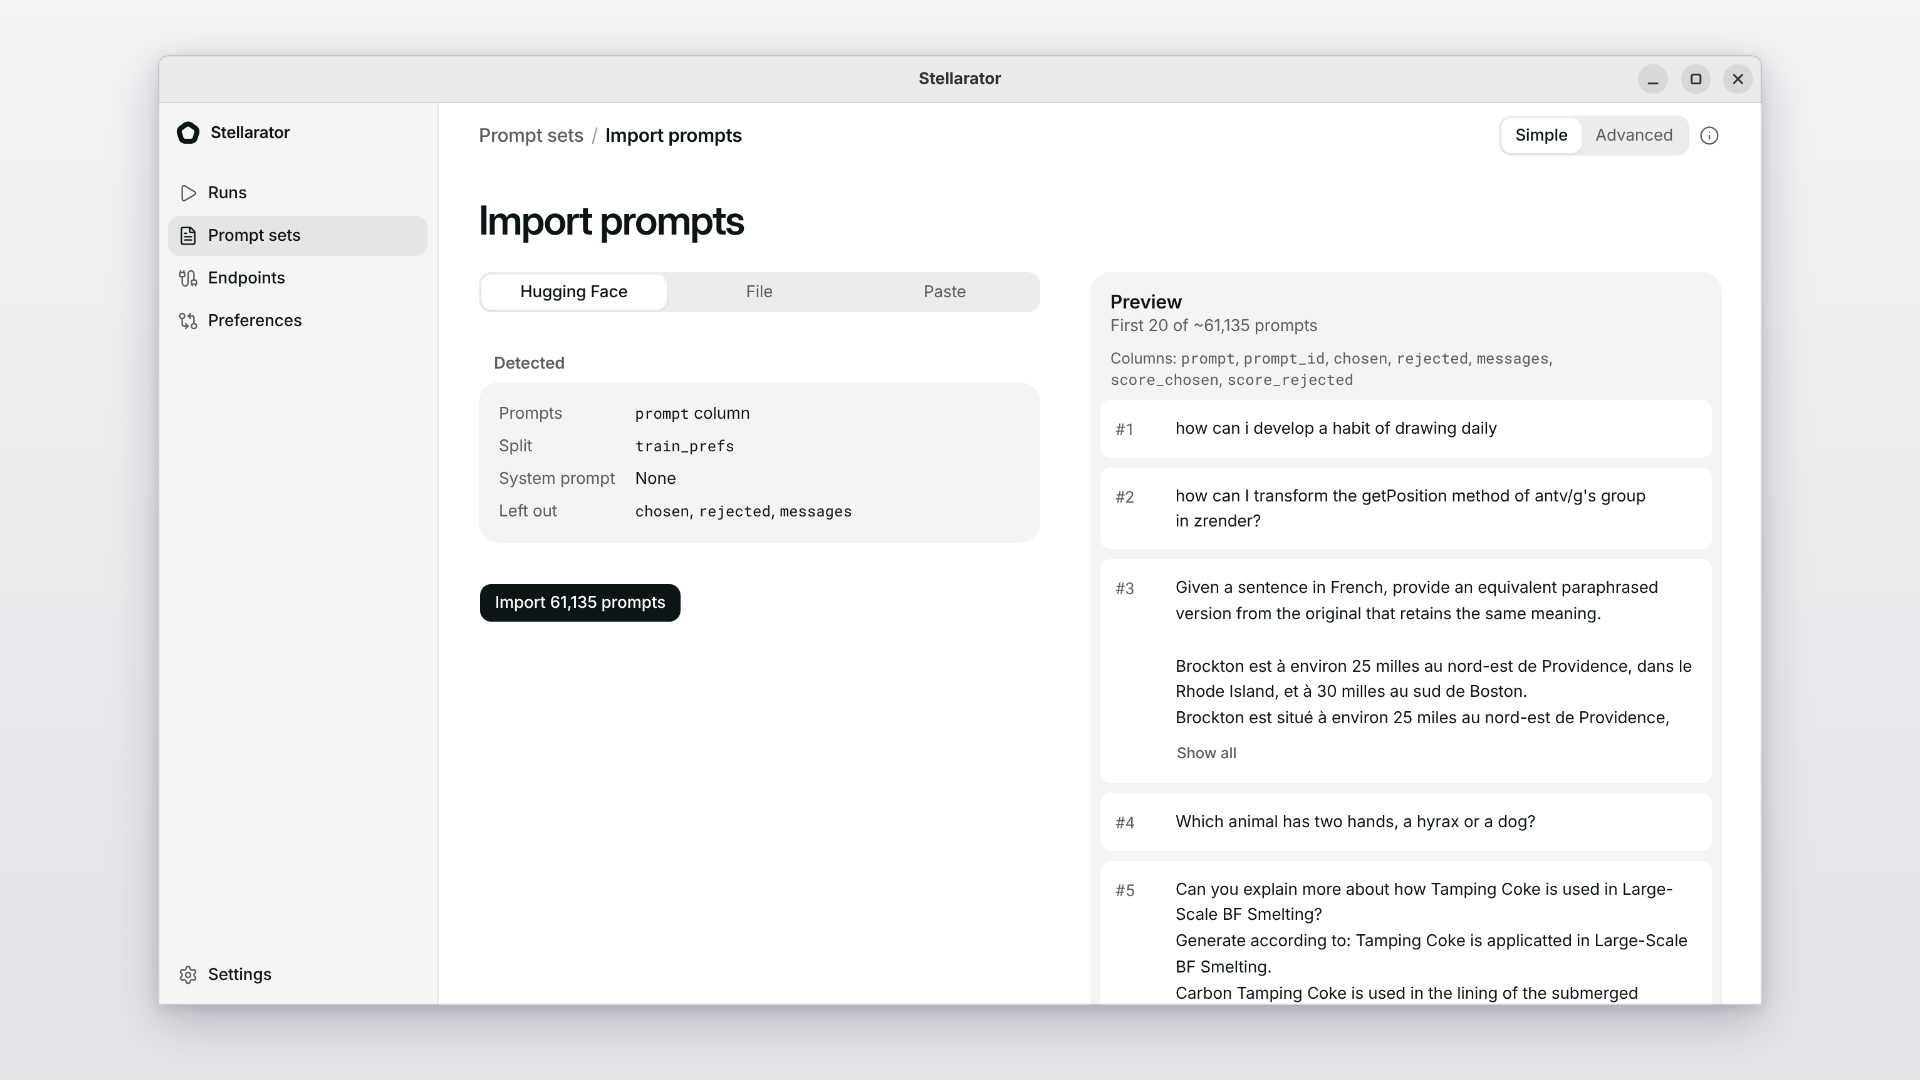 Stellarator
Stellarator
Runs
Prompt sets
Endpoints
Preferences
Settings
Prompt sets / Import prompts
Simple
Advanced
Import prompts
Hugging Face
File
Paste
Detected
Prompts prompt column
Split train_prefs
System prompt None
Left out chosen, rejected, messages
Import 61,135 prompts
Preview
First 20 of ~61,135 prompts
Columns: prompt, prompt_id, chosen, rejected, messages,
score_chosen, score_rejected
#1 how can i develop a habit of drawing daily
#2 how can I transform the getPosition method of antv/g's group
in zrender?
#3 Given a sentence in French, provide an equivalent paraphrased
version from the original that retains the same meaning.
Brockton est à environ 25 milles au nord-est de Providence, dans le
Rhode Island, et à 30 milles au sud de Boston.
Brockton est situé à environ 25 miles au nord-est de Providence,
Show all
#4 Which animal has two hands, a hyrax or a dog?
#5 Can you explain more about how Tamping Coke is used in Large-
Scale BF Smelting?
Generate according to: Tamping Coke is applicatted in Large-Scale
BF Smelting.
Carbon Tamping Coke is used in the lining of the submerged